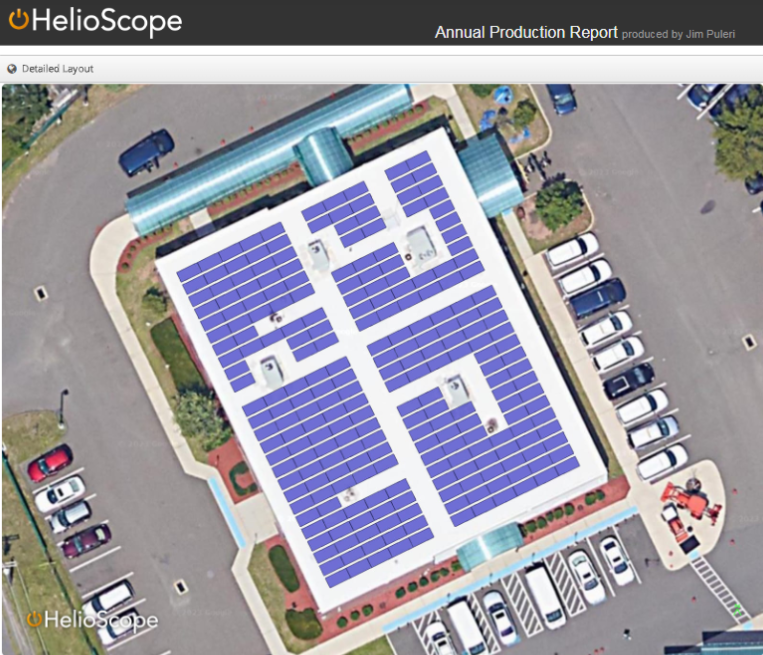 HelioScope
Annual Production Report produced by Jim Puleri
Detailed Layout
HelioScope